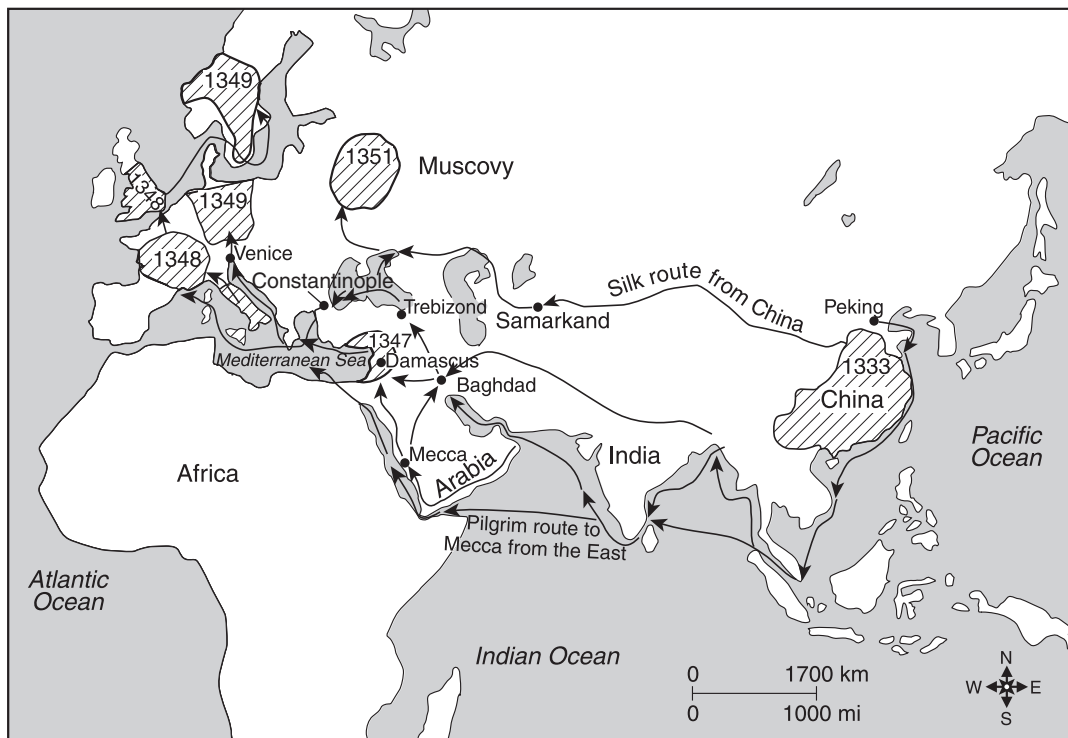 1349
1351
Muscovy
1348
1349
1348
Venice
Constantinople
Trebizond
Samarkand
Silk route from China
Peking
1333
China
1347
Mediterranean Sea
Damascus
Baghdad
Mecca
Arabia
India
Africa
Pacific
Ocean
Pilgrim route to
Mecca from the East
Atlantic
Ocean
Indian Ocean
0 1700 km
0 1000 mi
N
W E
S